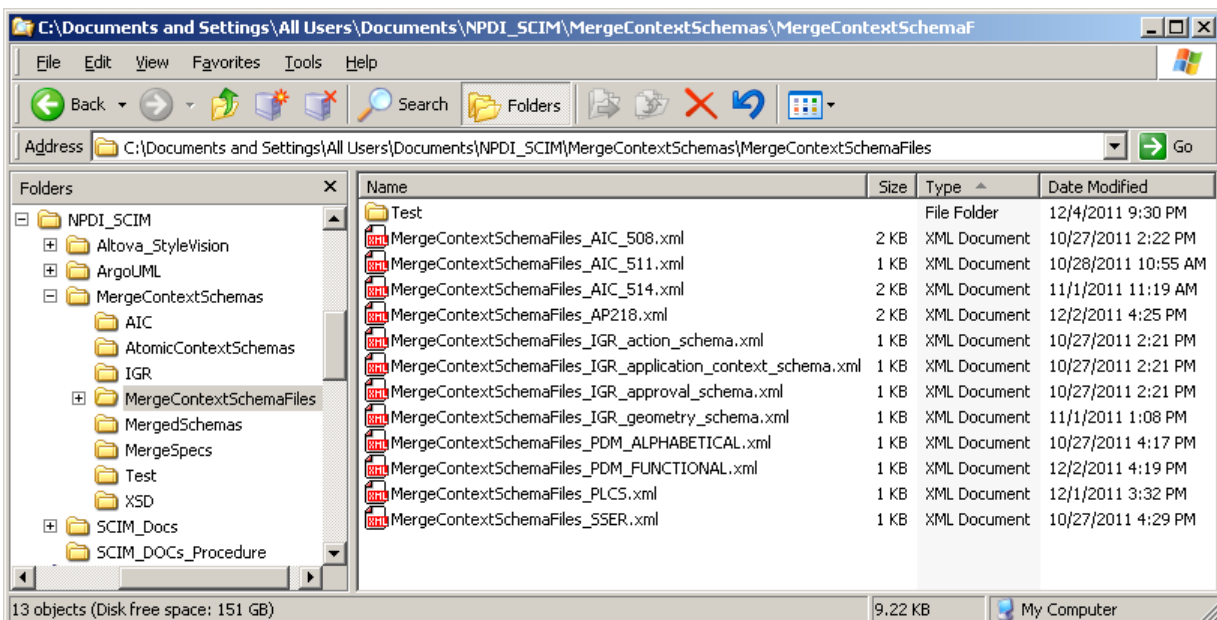 C:\Documents and Settings\All Users\Documents\NPDI_SCIM\MergeContextSchemas\MergeContextSchemaF
File Edit View Favorites Tools Help
Back Search Folders
Address C:\Documents and Settings\All Users\Documents\NPDI_SCIM\MergeContextSchemas\MergeContextSchemaFiles Go
Folders
NPDI_SCIM
Altova_StyleVision
ArgoUML
MergeContextSchemas
AIC
AtomicContextSchemas
IGR
MergeContextSchemaFiles
MergedSchemas
MergeSpecs
Test
XSD
SCIM_Docs
SCIM_DOCs_Procedure
Name Size Type Date Modified
Test File Folder 12/4/2011 9:30 PM
MergeContextSchemaFiles_AIC_508.xml 2 KB XML Document 10/27/2011 2:22 PM
MergeContextSchemaFiles_AIC_511.xml 1 KB XML Document 10/28/2011 10:55 AM
MergeContextSchemaFiles_AIC_514.xml 2 KB XML Document 11/1/2011 11:19 AM
MergeContextSchemaFiles_AP218.xml 2 KB XML Document 12/2/2011 4:25 PM
MergeContextSchemaFiles_IGR_action_schema.xml 1 KB XML Document 10/27/2011 2:21 PM
MergeContextSchemaFiles_IGR_application_context_schema.xml 1 KB XML Document 10/27/2011 2:21 PM
MergeContextSchemaFiles_IGR_approval_schema.xml 1 KB XML Document 10/27/2011 2:21 PM
MergeContextSchemaFiles_IGR_geometry_schema.xml 1 KB XML Document 11/1/2011 1:08 PM
MergeContextSchemaFiles_PDM_ALPHABETICAL.xml 1 KB XML Document 10/27/2011 4:17 PM
MergeContextSchemaFiles_PDM_FUNCTIONAL.xml 1 KB XML Document 12/2/2011 4:19 PM
MergeContextSchemaFiles_PLCS.xml 1 KB XML Document 12/1/2011 3:32 PM
MergeContextSchemaFiles_SSER.xml 1 KB XML Document 10/27/2011 4:29 PM
13 objects (Disk free space: 151 GB) 9.22 KB My Computer